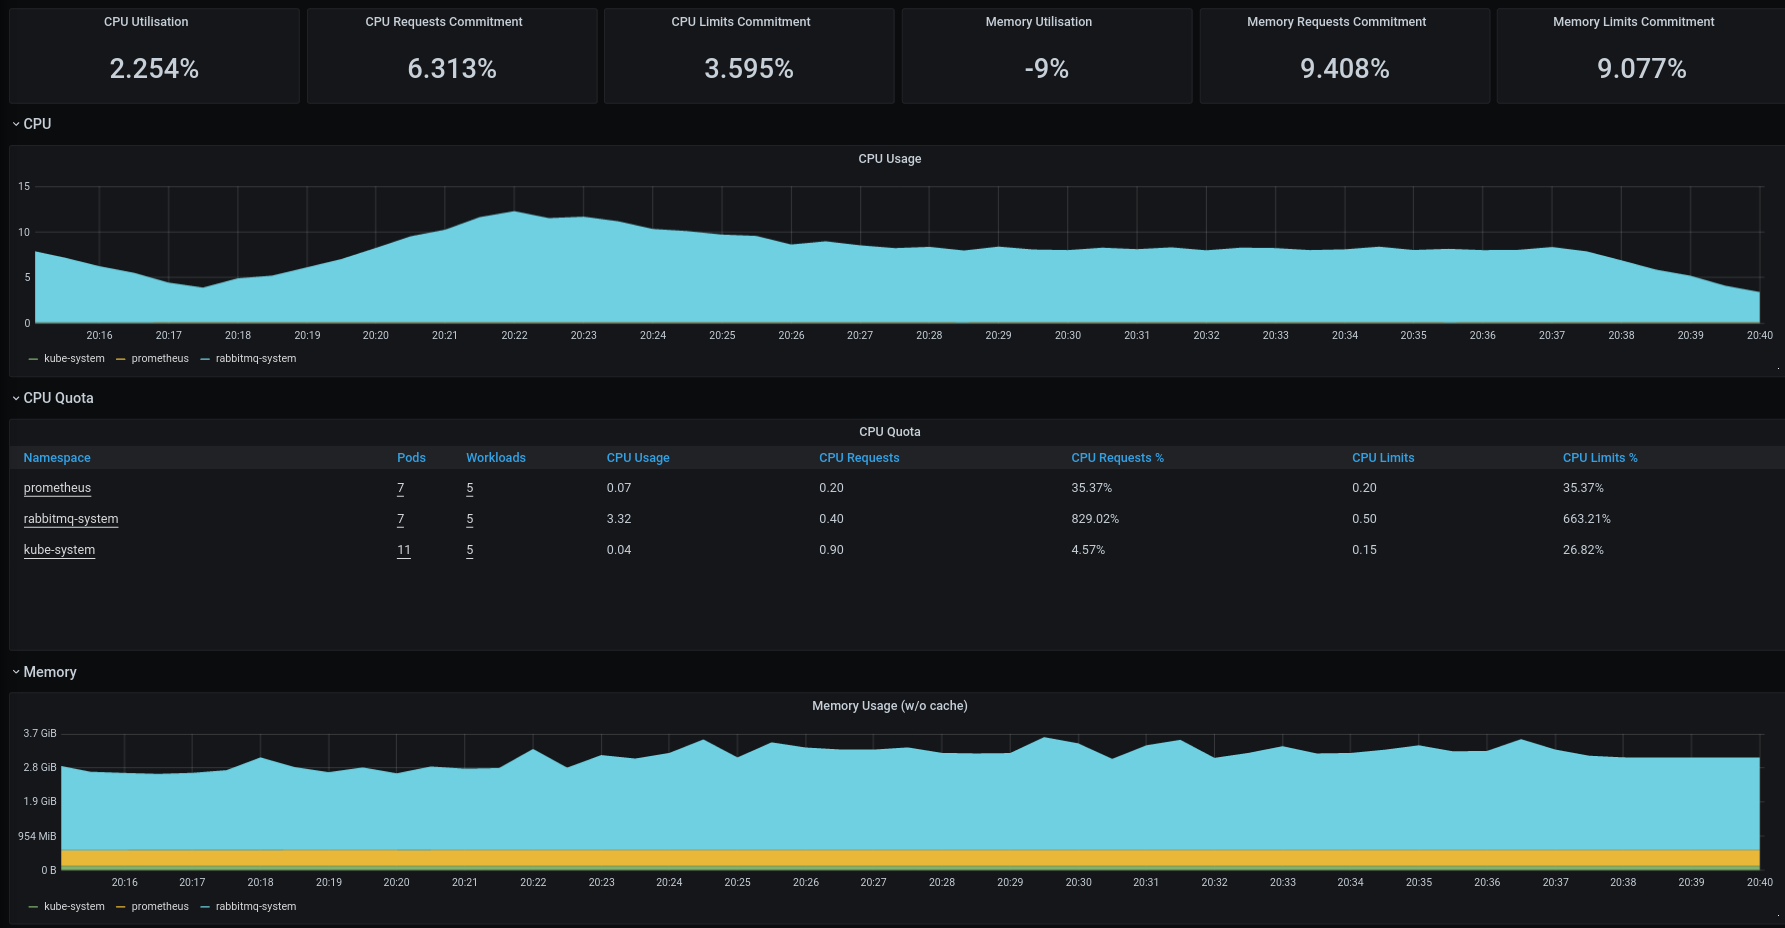 CPU Utilisation CPU Requests Commitment CPU Limits Commitment Memory Utilisation Memory Requests Commitment Memory Limits Commitment
2.254% 6.313% 3.595% -9% 9.408% 9.077%
CPU
CPU Usage
15
10
5
0
20:16 20:17 20:18 20:19 20:20 20:21 20:22 20:23 20:24 20:25 20:26 20:27 20:28 20:29 20:30 20:31 20:32 20:33 20:34 20:35 20:36 20:37 20:38 20:39 20:40
kube-system prometheus rabbitmq-system
CPU Quota
CPU Quota
Namespace Pods Workloads CPU Usage CPU Requests CPU Requests % CPU Limits CPU Limits %
prometheus 7 5 0.07 0.20 35.37% 0.20 35.37%
rabbitmq-system 7 5 3.32 0.40 829.02% 0.50 663.21%
kube-system 11 5 0.04 0.90 4.57% 0.15 26.82%
Memory
Memory Usage (w/o cache)
3.7 GiB
2.8 GiB
1.9 GiB
954 MiB
0 B
20:16 20:17 20:18 20:19 20:20 20:21 20:22 20:23 20:24 20:25 20:26 20:27 20:28 20:29 20:30 20:31 20:32 20:33 20:34 20:35 20:36 20:37 20:38 20:39 20:40
kube-system prometheus rabbitmq-system